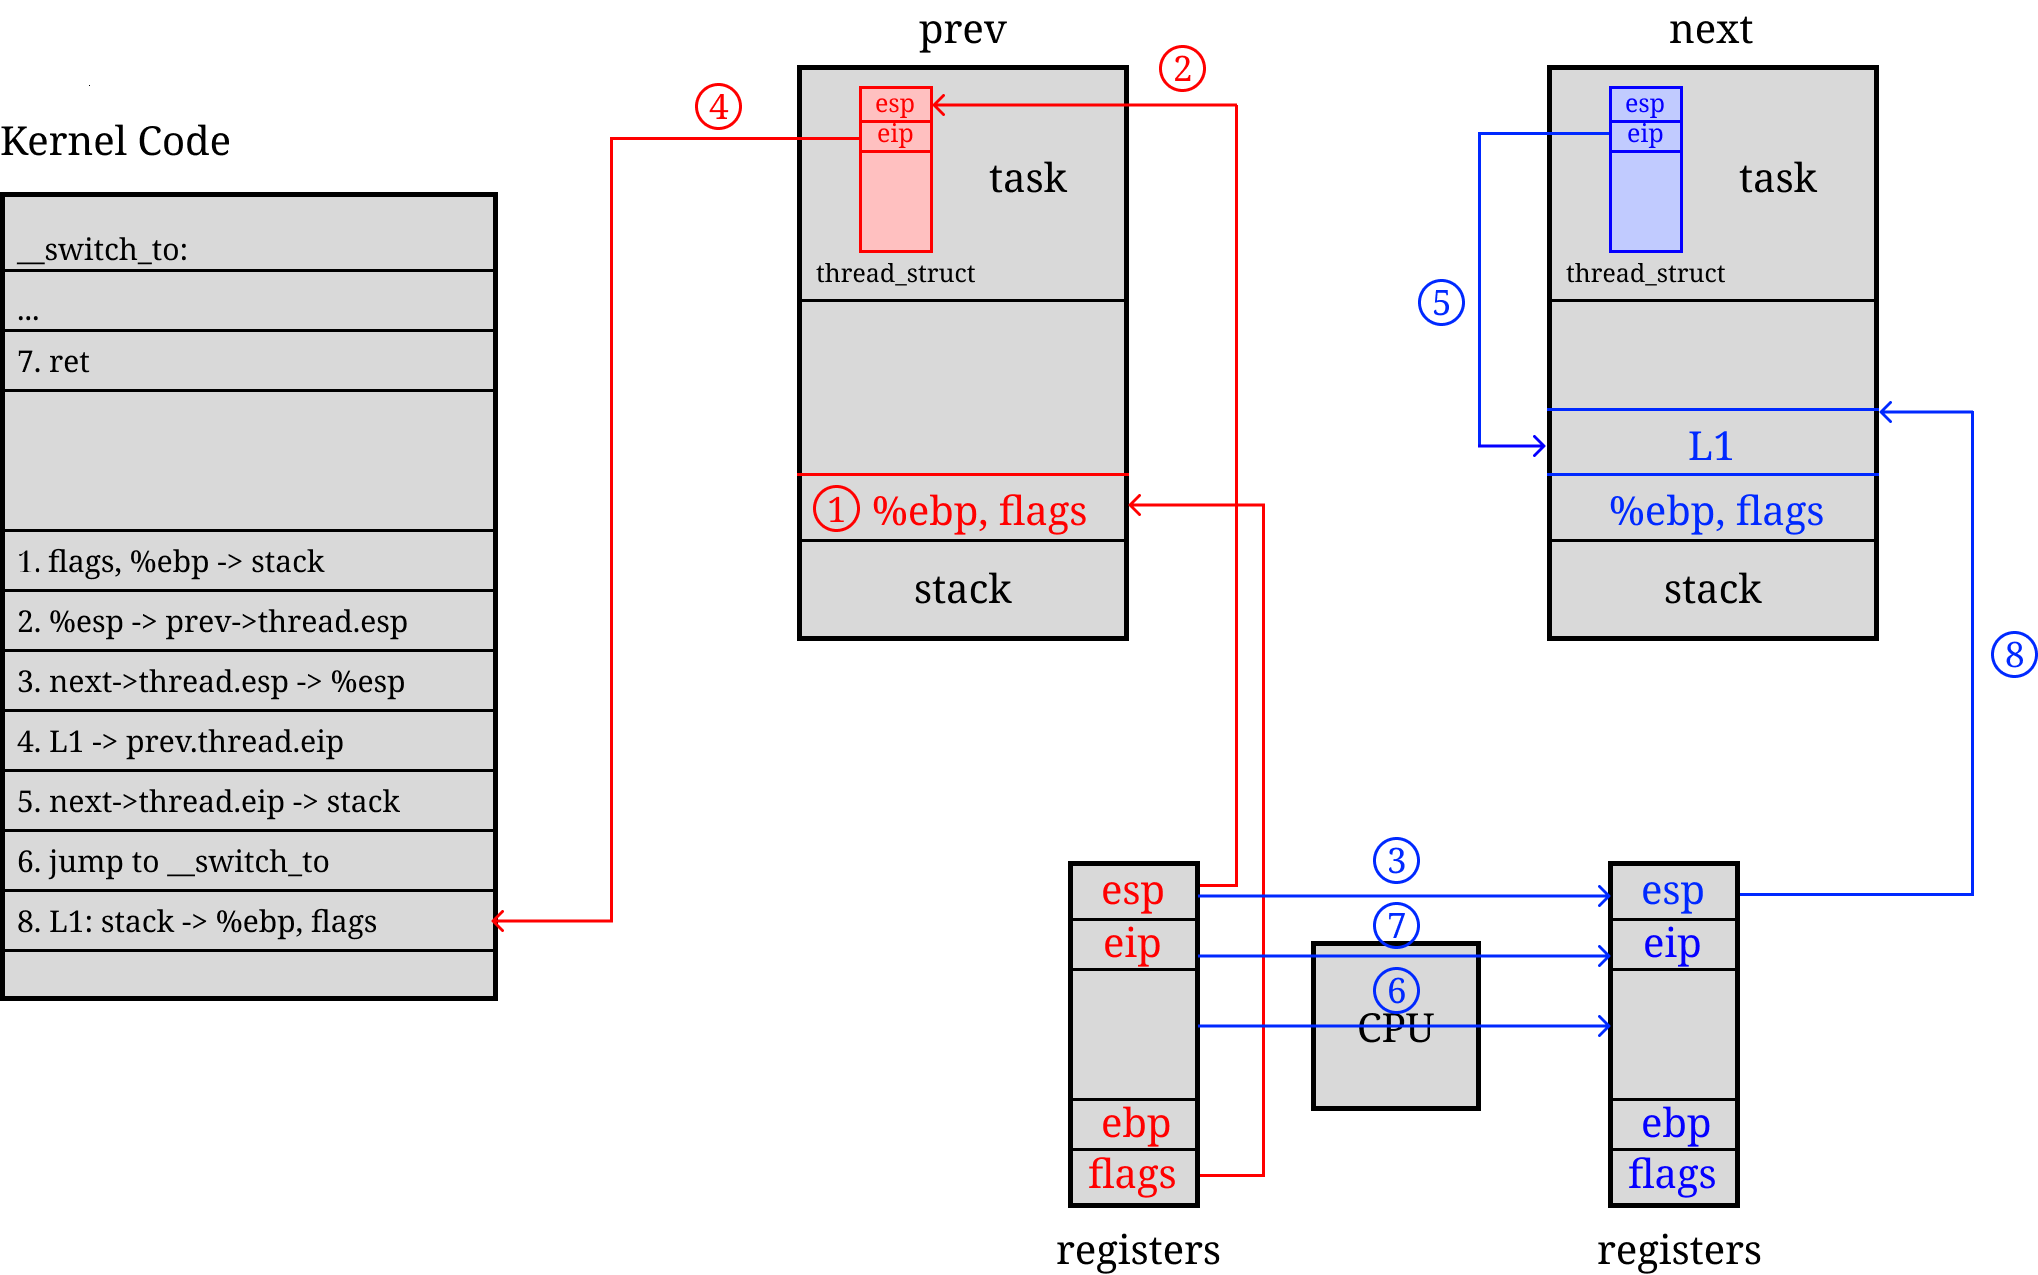 prev
next
2
4
esp
eip
task
thread_struct
esp
eip
task
thread_struct
Kernel Code
__switch_to:
...
7. ret
1. flags, %ebp -> stack
2. %esp -> prev->thread.esp
3. next->thread.esp -> %esp
4. L1 -> prev.thread.eip
5. next->thread.eip -> stack
6. jump to __switch_to
8. L1: stack -> %ebp, flags
1 %ebp, flags
stack
5
L1
%ebp, flags
stack
8
esp
eip
ebp
flags
registers
3
7
6
CPU
esp
eip
ebp
flags
registers